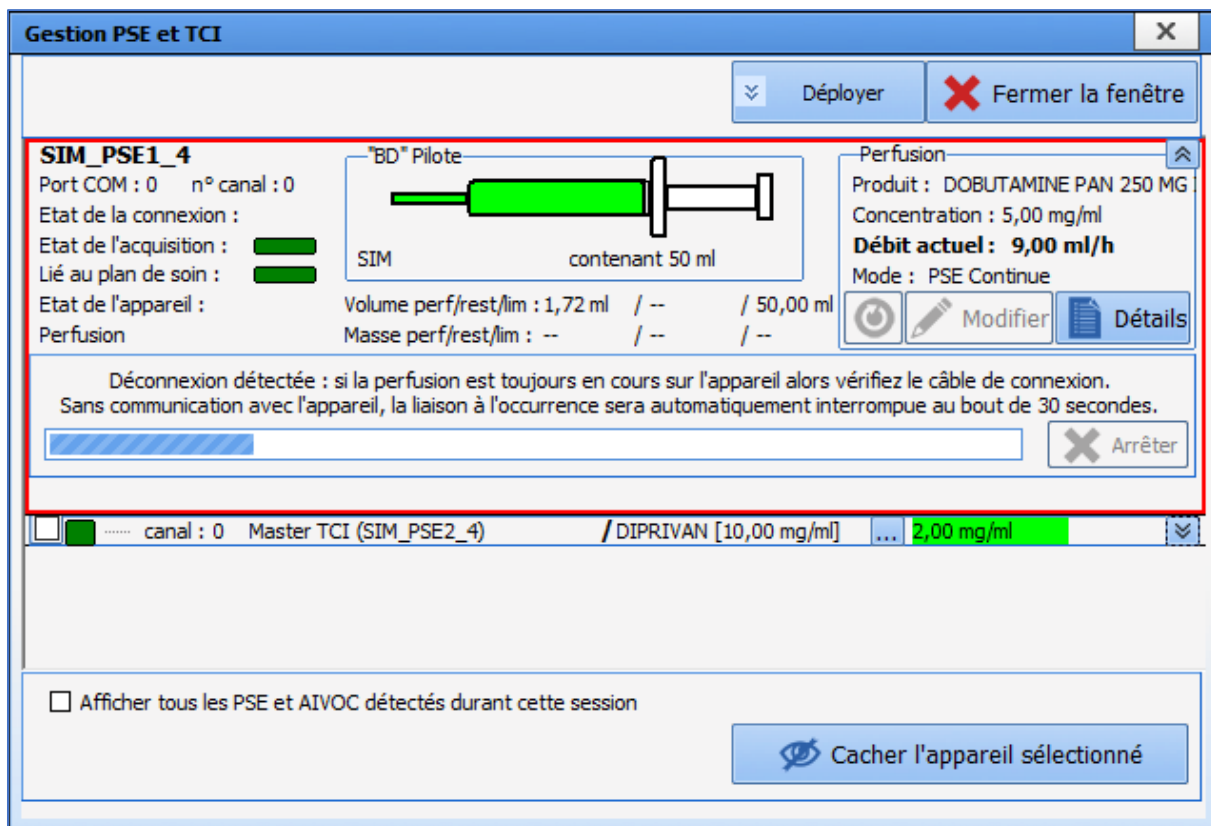 Gestion PSE et TCI
Déployer
Fermer la fenêtre
SIM_PSE1_4
Port COM : 0 n° canal : 0
Etat de la connexion :
Etat de l'acquisition :
Lié au plan de soin :
Etat de l'appareil :
Perfusion
"BD" Pilote
SIM contenant 50 ml
Volume perf/rest/lim : 1,72 ml / -- / 50,00 ml
Masse perf/rest/lim : -- / -- / --
Perfusion
Produit : DOBUTAMINE PAN 250 MG
Concentration : 5,00 mg/ml
Débit actuel : 9,00 ml/h
Mode : PSE Continue
Modifier
Détails
Déconnexion détectée : si la perfusion est toujours en cours sur l'appareil alors vérifiez le câble de connexion.
Sans communication avec l'appareil, la liaison à l'occurrence sera automatiquement interrompue au bout de 30 secondes.
Arrêter
canal : 0 Master TCI (SIM_PSE2_4) / DIPRIVAN [10,00 mg/ml] ... 2,00 mg/ml
Afficher tous les PSE et AIVOC détectés durant cette session
Cacher l'appareil sélectionné